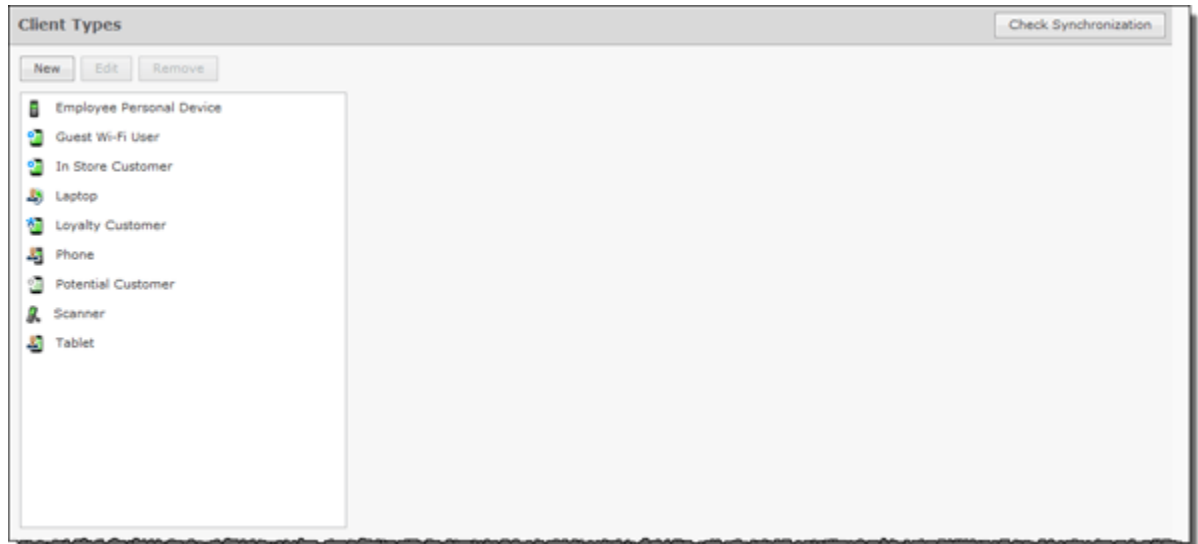 Client Types
Check Synchronization
New Edit Remove
Employee Personal Device
Guest Wi-Fi User
In Store Customer
Laptop
Loyalty Customer
Phone
Potential Customer
Scanner
Tablet